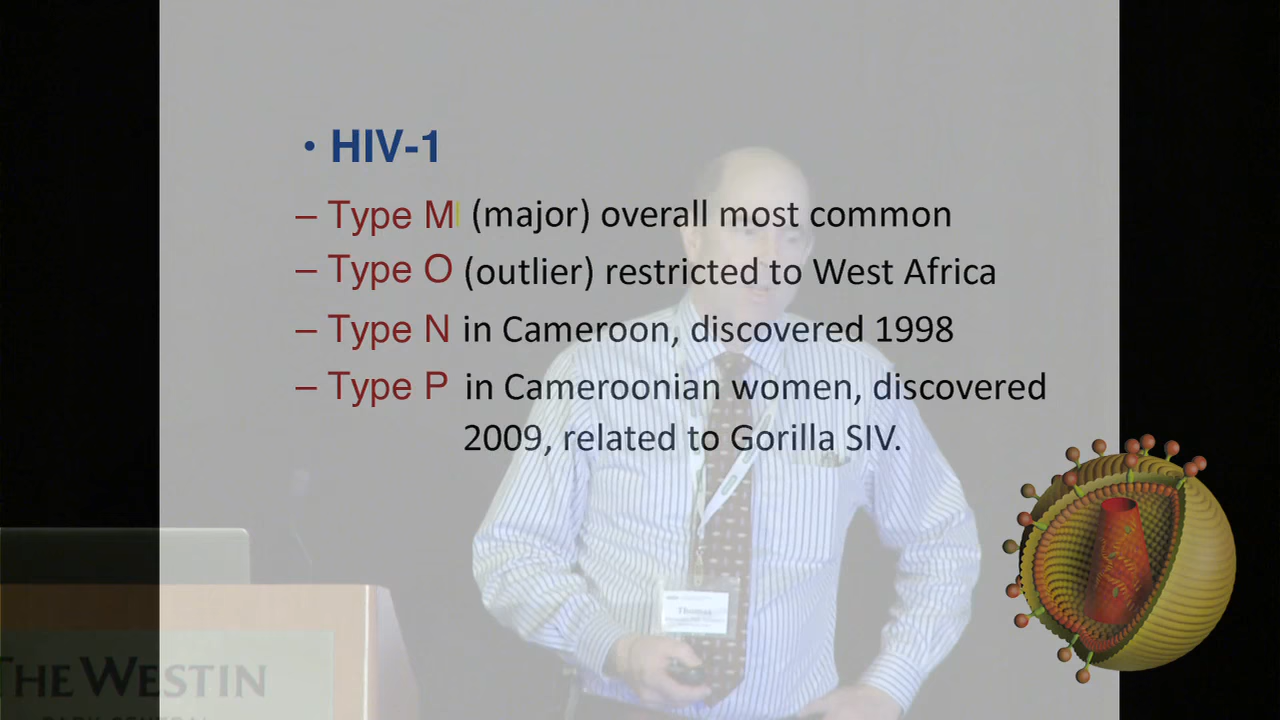 • HIV-1
– Type M (major) overall most common
– Type O (outlier) restricted to West Africa
– Type N in Cameroon, discovered 1998
– Type P in Cameroonian women, discovered
2009, related to Gorilla SIV.
Thomas
THE WESTIN